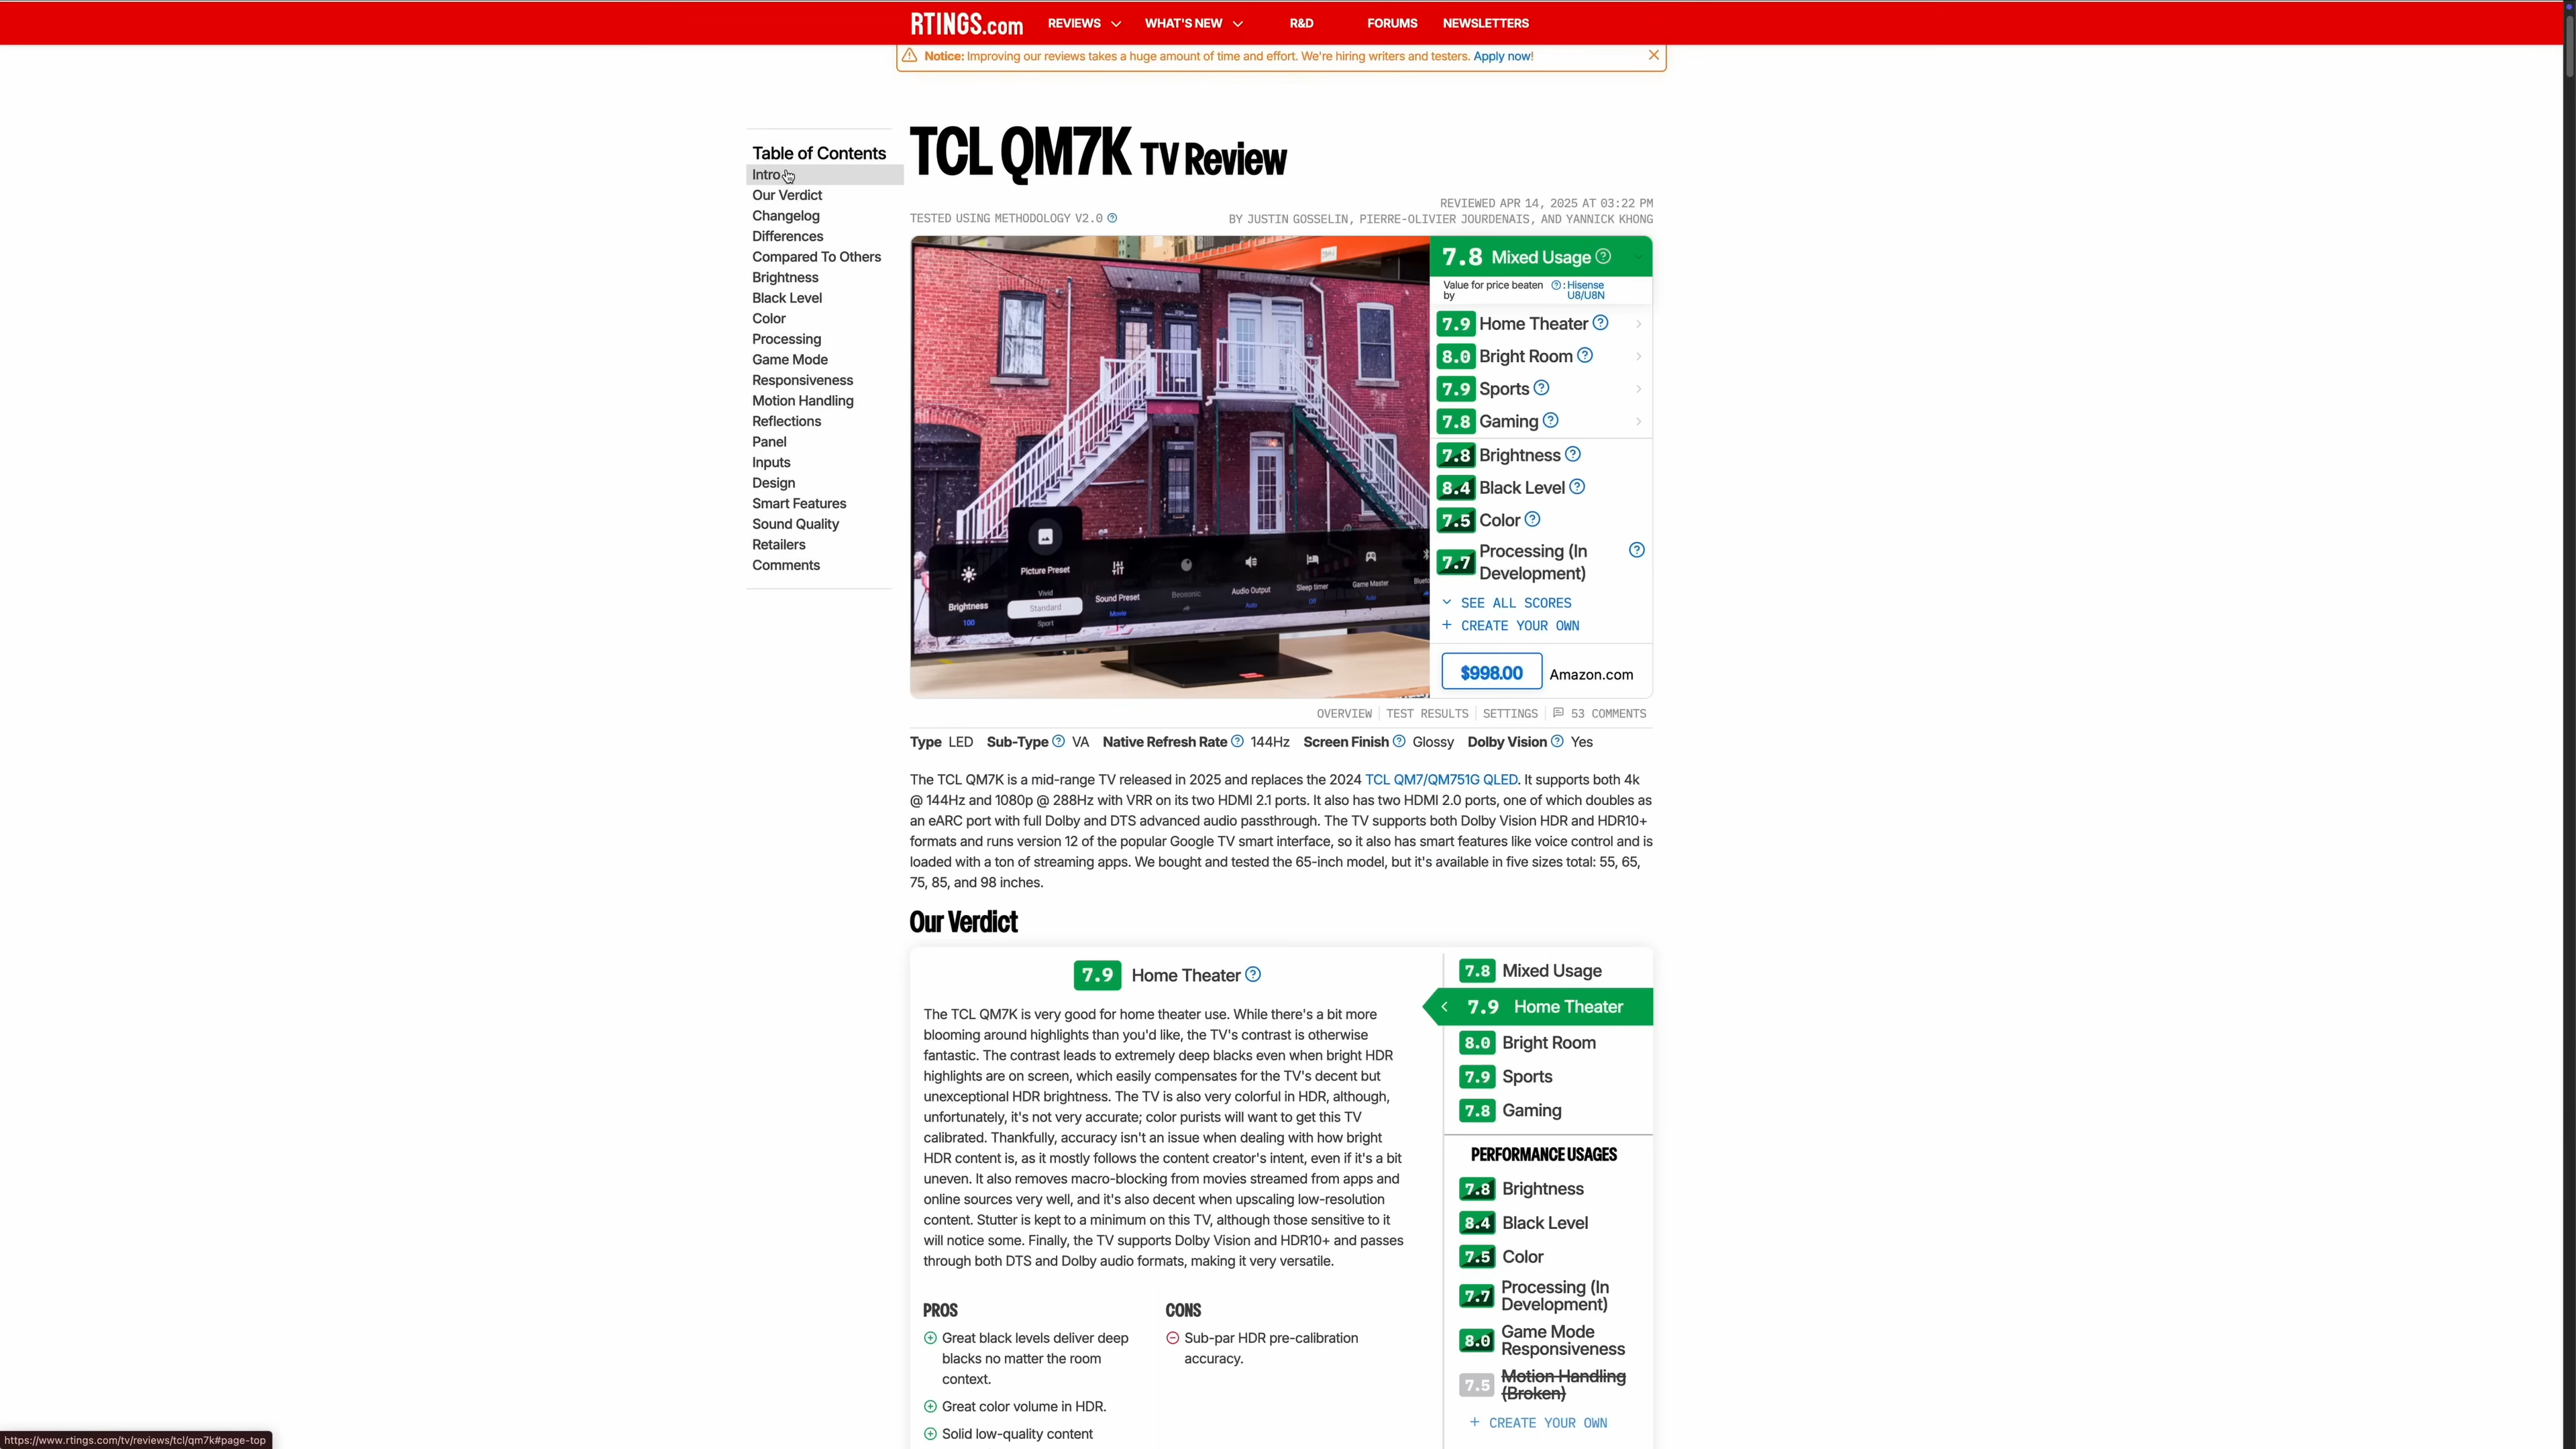 RTINGS.com
REVIEWS
WHAT'S NEW
R&D
FORUMS
NEWSLETTERS
Notice: Improving our reviews takes a huge amount of time and effort. We're hiring writers and testers. Apply now!
Table of Contents
Intro
Our Verdict
Changelog
Differences
Compared To Others
Brightness
Black Level
Color
Processing
Game Mode
Responsiveness
Motion Handling
Reflections
Panel
Inputs
Design
Smart Features
Sound Quality
Retailers
Comments
TCL QM7K TV Review
REVIEWED APR 14, 2025 AT 03:22 PM
TESTED USING METHODOLOGY V2.0
BY JUSTIN GOSSELIN, PIERRE-OLIVIER JOURDENAIS, AND YANNICK KHONG
Brightness
100
Picture Preset
Vivid
Standard
Sport
Sound Preset
Movie
Beosonic
Audio Output
Auto
Sleep timer
Off
Game Master
Auto
7.8 Mixed Usage
Value for price beaten : Hisense
by U8/U8N
7.9 Home Theater
8.0 Bright Room
7.9 Sports
7.8 Gaming
7.8 Brightness
8.4 Black Level
7.5 Color
7.7 Processing (In
Development)
SEE ALL SCORES
+ CREATE YOUR OWN
$998.00 Amazon.com
OVERVIEW TEST RESULTS SETTINGS 53 COMMENTS
Type LED Sub-Type VA Native Refresh Rate 144Hz Screen Finish Glossy Dolby Vision Yes
The TCL QM7K is a mid-range TV released in 2025 and replaces the 2024 TCL QM7/QM751G QLED. It supports both 4k
@ 144Hz and 1080p @ 288Hz with VRR on its two HDMI 2.1 ports. It also has two HDMI 2.0 ports, one of which doubles as
an eARC port with full Dolby and DTS advanced audio passthrough. The TV supports both Dolby Vision HDR and HDR10+
formats and runs version 12 of the popular Google TV smart interface, so it also has smart features like voice control and is
loaded with a ton of streaming apps. We bought and tested the 65-inch model, but it's available in five sizes total: 55, 65,
75, 85, and 98 inches.
Our Verdict
7.9 Home Theater
The TCL QM7K is very good for home theater use. While there's a bit more
blooming around highlights than you'd like, the TV's contrast is otherwise
fantastic. The contrast leads to extremely deep blacks even when bright HDR
highlights are on screen, which easily compensates for the TV's decent but
unexceptional HDR brightness. The TV is also very colorful in HDR, although,
unfortunately, it's not very accurate; color purists will want to get this TV
calibrated. Thankfully, accuracy isn't an issue when dealing with how bright
HDR content is, as it mostly follows the content creator's intent, even if it's a bit
uneven. It also removes macro-blocking from movies streamed from apps and
online sources very well, and it's also decent when upscaling low-resolution
content. Stutter is kept to a minimum on this TV, although those sensitive to it
will notice some. Finally, the TV supports Dolby Vision and HDR10+ and passes
through both DTS and Dolby audio formats, making it very versatile.
PROS
Great black levels deliver deep
blacks no matter the room
context.
Great color volume in HDR.
Solid low-quality content
CONS
Sub-par HDR pre-calibration
accuracy.
7.8 Mixed Usage
7.9 Home Theater
8.0 Bright Room
7.9 Sports
7.8 Gaming
PERFORMANCE USAGES
7.8 Brightness
8.4 Black Level
7.5 Color
7.7 Processing (In
Development)
8.0 Game Mode
Responsiveness
7.5 Motion Handling
(Broken)
+ CREATE YOUR OWN
https://www.rtings.com/tv/reviews/tcl/qm7k#page-top